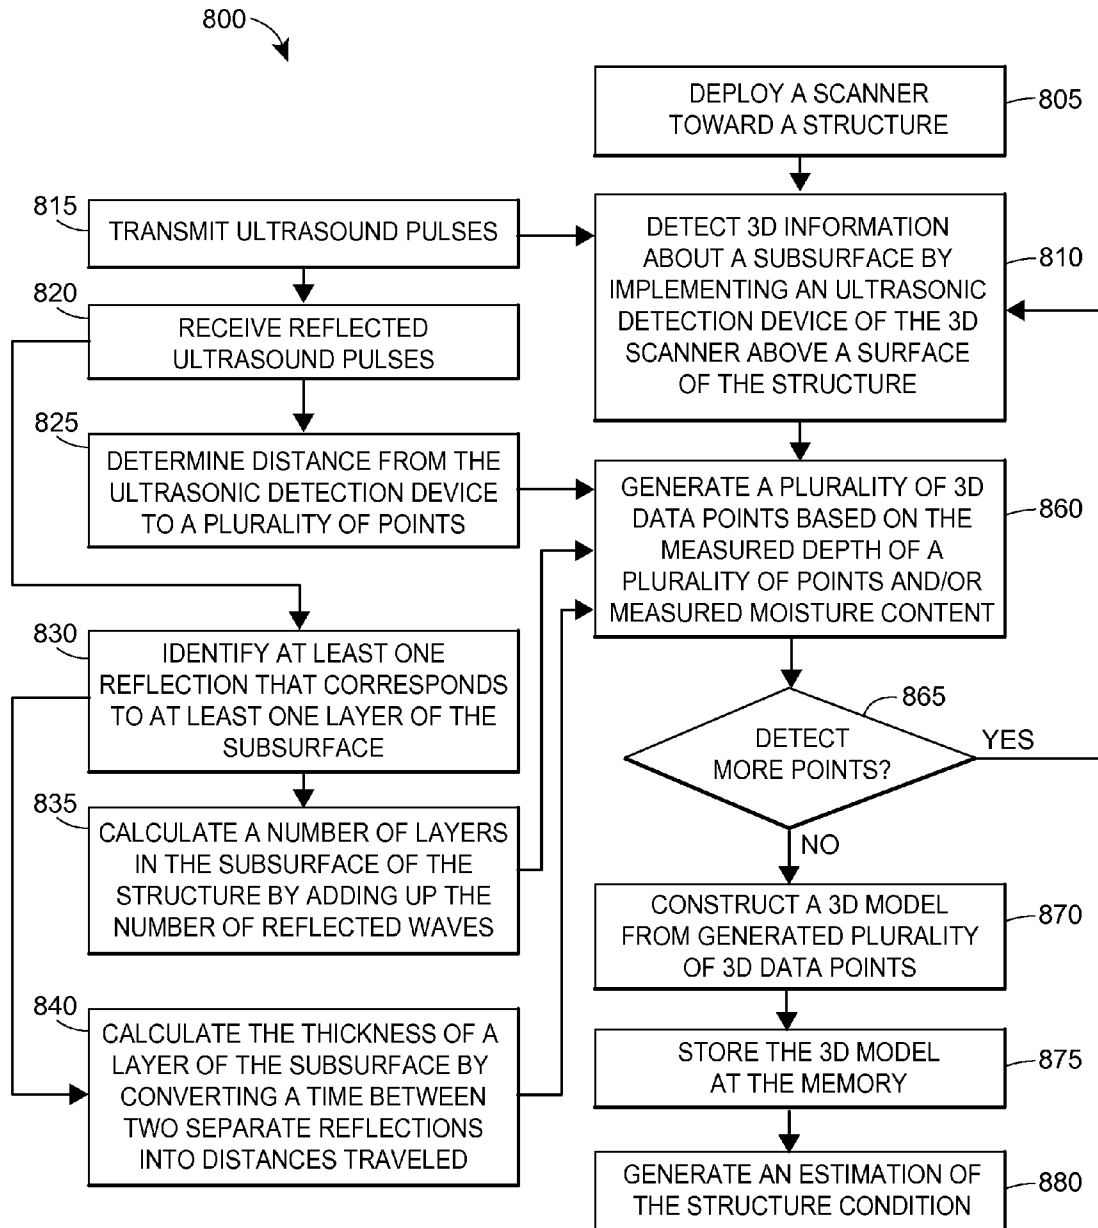 800
DEPLOY A SCANNER
TOWARD A STRUCTURE
805
815
TRANSMIT ULTRASOUND PULSES
DETECT 3D INFORMATION
ABOUT A SUBSURFACE BY
IMPLEMENTING AN ULTRASONIC
DETECTION DEVICE OF THE 3D
SCANNER ABOVE A SURFACE
OF THE STRUCTURE
810
820
RECEIVE REFLECTED
ULTRASOUND PULSES
825
DETERMINE DISTANCE FROM THE
ULTRASONIC DETECTION DEVICE
TO A PLURALITY OF POINTS
GENERATE A PLURALITY OF 3D
DATA POINTS BASED ON THE
MEASURED DEPTH OF A
PLURALITY OF POINTS AND/OR
MEASURED MOISTURE CONTENT
860
830
IDENTIFY AT LEAST ONE
REFLECTION THAT CORRESPONDS
TO AT LEAST ONE LAYER OF THE
SUBSURFACE
865
DETECT
MORE POINTS?
YES
NO
835
CALCULATE A NUMBER OF LAYERS
IN THE SUBSURFACE OF THE
STRUCTURE BY ADDING UP THE
NUMBER OF REFLECTED WAVES
CONSTRUCT A 3D MODEL
FROM GENERATED PLURALITY
OF 3D DATA POINTS
870
840
CALCULATE THE THICKNESS OF A
LAYER OF THE SUBSURFACE BY
CONVERTING A TIME BETWEEN
TWO SEPARATE REFLECTIONS
INTO DISTANCES TRAVELED
STORE THE 3D MODEL
AT THE MEMORY
875
GENERATE AN ESTIMATION OF
THE STRUCTURE CONDITION
880